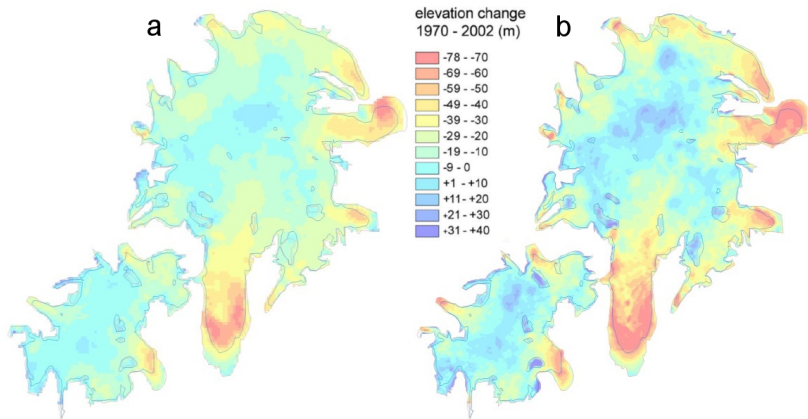 a
elevation change
1970 - 2002 (m)
b
-78 - -70
-69 - -60
-59 - -50
-49 - -40
-39 - -30
-29 - -20
-19 - -10
-9 - 0
+1 - +10
+11 - +20
+21 - +30
+31 - +40